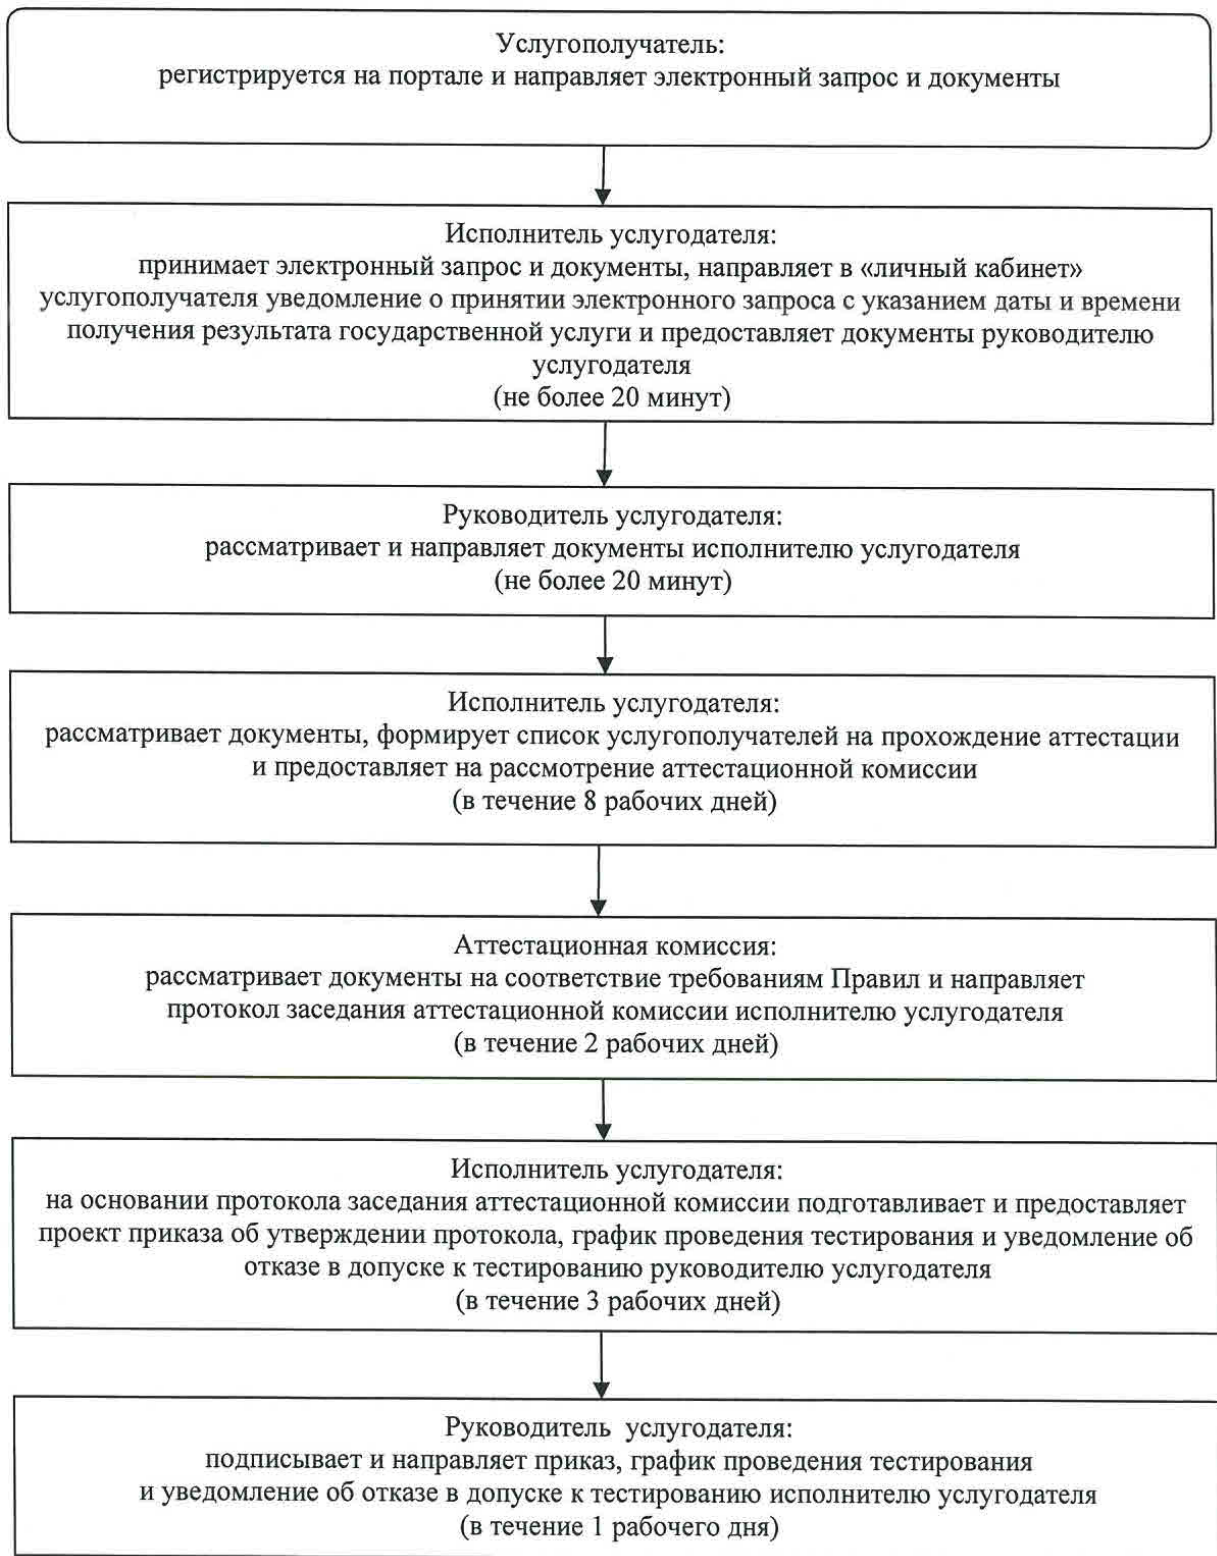 Услугополучатель:
регистрируется на портале и направляет электронный запрос и документы
Исполнитель услугодателя:
принимает электронный запрос и документы, направляет в «личный кабинет»
услугополучателя уведомление о принятии электронного запроса с указанием даты и времени
получения результата государственной услуги и предоставляет документы руководителю
услугодателя
(не более 20 минут)
Руководитель услугодателя:
рассматривает и направляет документы исполнителю услугодателя
(не более 20 минут)
Исполнитель услугодателя:
рассматривает документы, формирует список услугополучателей на прохождение аттестации
и предоставляет на рассмотрение аттестационной комиссии
(в течение 8 рабочих дней)
Аттестационная комиссия:
рассматривает документы на соответствие требованиям Правил и направляет
протокол заседания аттестационной комиссии исполнителю услугодателя
(в течение 2 рабочих дней)
Исполнитель услугодателя:
на основании протокола заседания аттестационной комиссии подготавливает и предоставляет
проект приказа об утверждении протокола, график проведения тестирования и уведомление об
отказе в допуске к тестированию руководителю услугодателя
(в течение 3 рабочих дней)
Руководитель услугодателя:
подписывает и направляет приказ, график проведения тестирования
и уведомление об отказе в допуске к тестированию исполнителю услугодателя
(в течение 1 рабочего дня)